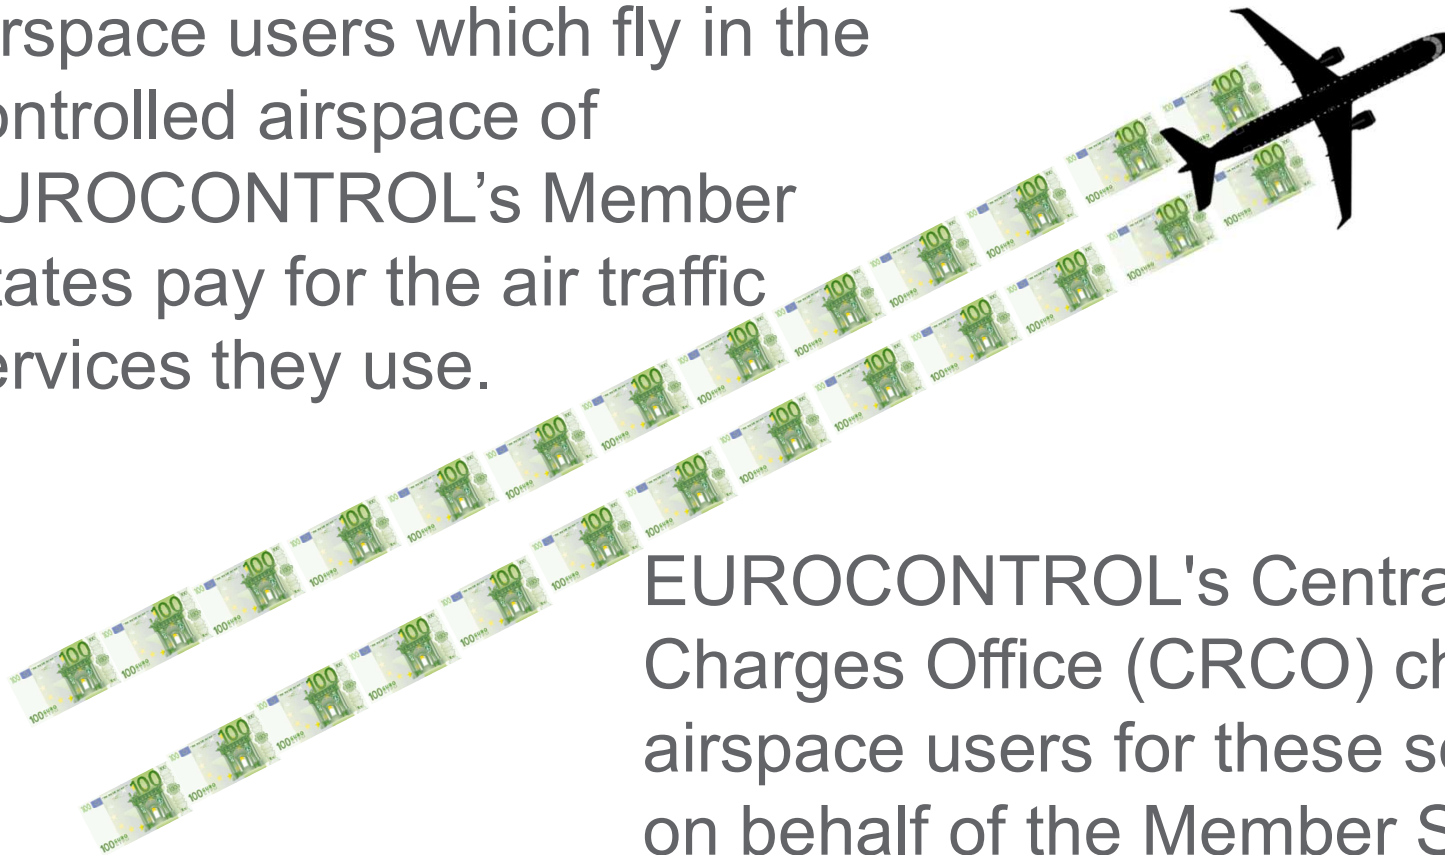 rspace users which fly in the
ontrolled airspace of
UROCONTROL’s Member
tates pay for the air traffic
ervices they use.
EUROCONTROL's Centra
Charges Office (CRCO) ch
airspace users for these se
on behalf of the Member S